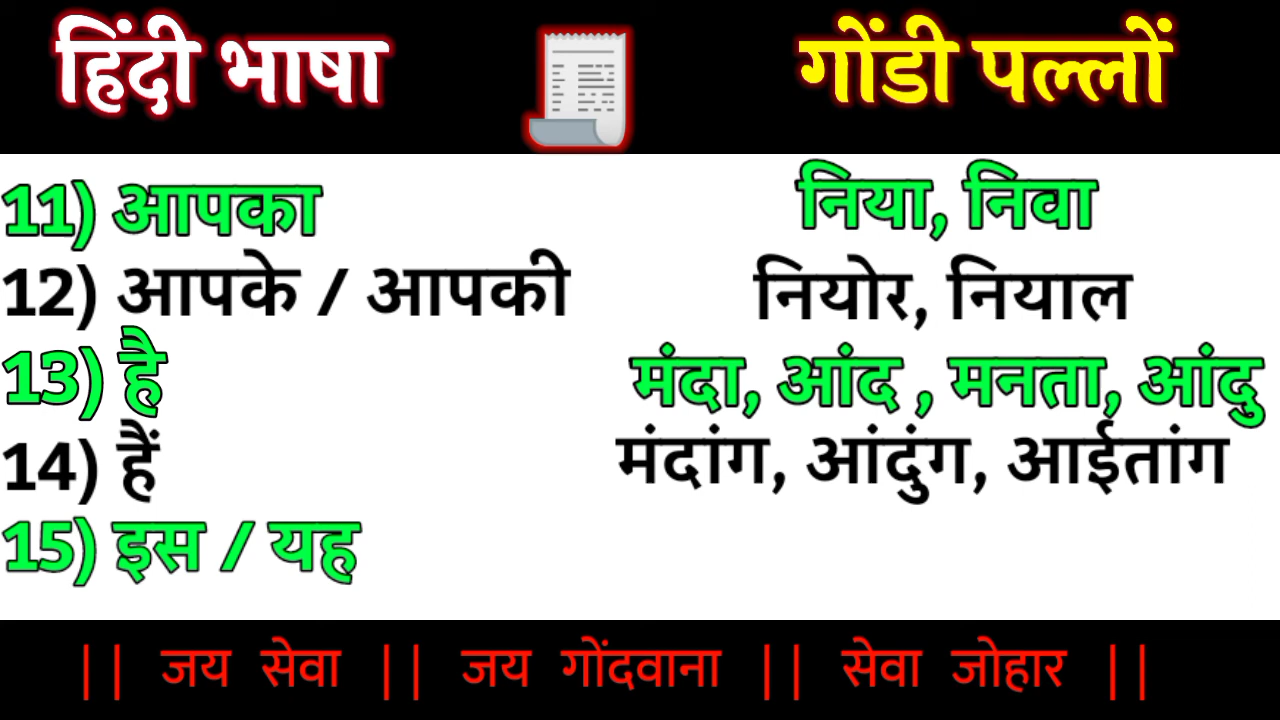 हिंदी भाषा गोंडी पल्लों
11) आपका निया, निवा
12) आपके / आपकी नियोर, नियाल
13) है मंदा, आंद , मनता, आंदु
14) हैं मंदांग, आंदुंग, आईतांग
15) इस / यह
|| जय सेवा || जय गोंदवाना || सेवा जोहार ||